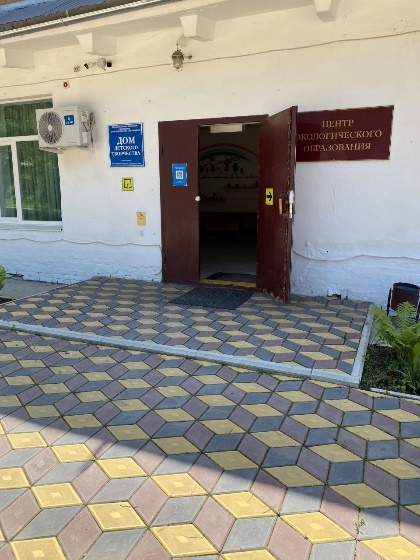 ДОМ
ДЕТСКОГО
ТВОРЧЕСТВА
ЦЕНТР
ЭКОЛОГИЧЕСКОГО
ОБРАЗОВАНИЯ